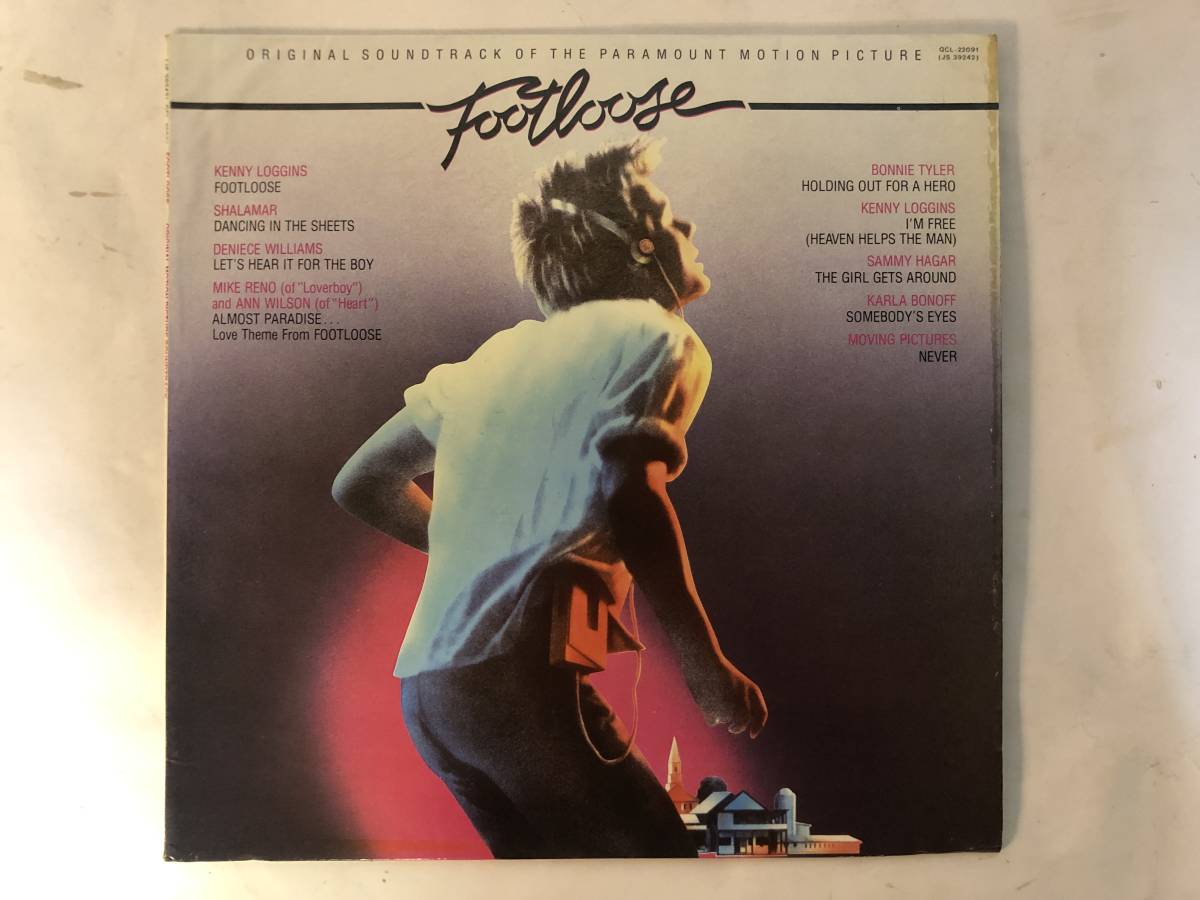 ORIGINAL SOUNDTRACK OF THE PARAMOUNT MOTION PICTURE
QCL-22091
(JS 39242)
Footloose
KENNY LOGGINS
FOOTLOOSE
SHALAMAR
DANCING IN THE SHEETS
DENIECE WILLIAMS
LET'S HEAR IT FOR THE BOY
MIKE RENO (of "Loverboy")
and ANN WILSON (of "Heart")
ALMOST PARADISE...
Love Theme From FOOTLOOSE
BONNIE TYLER
HOLDING OUT FOR A HERO
KENNY LOGGINS
I'M FREE
(HEAVEN HELPS THE MAN)
SAMMY HAGAR
THE GIRL GETS AROUND
KARLA BONOFF
SOMEBODY'S EYES
MOVING PICTURES
NEVER